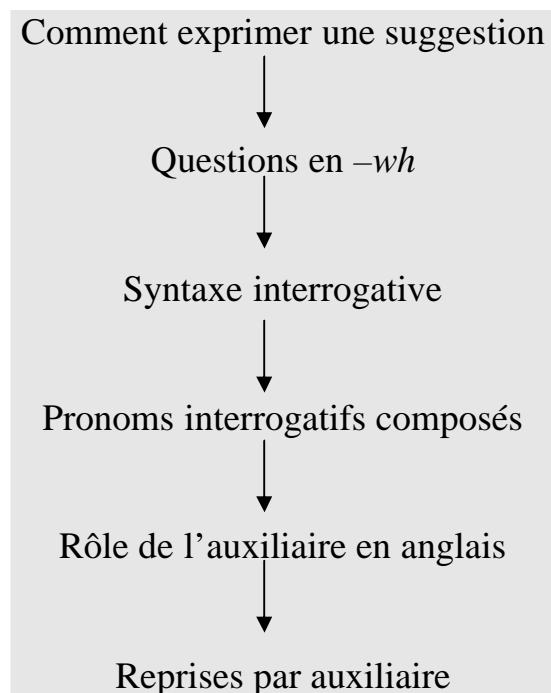 Comment exprimer une suggestion
Questions en –wh
Syntaxe interrogative
Pronoms interrogatifs composés
Rôle de l’auxiliaire en anglais
Reprises par auxiliaire